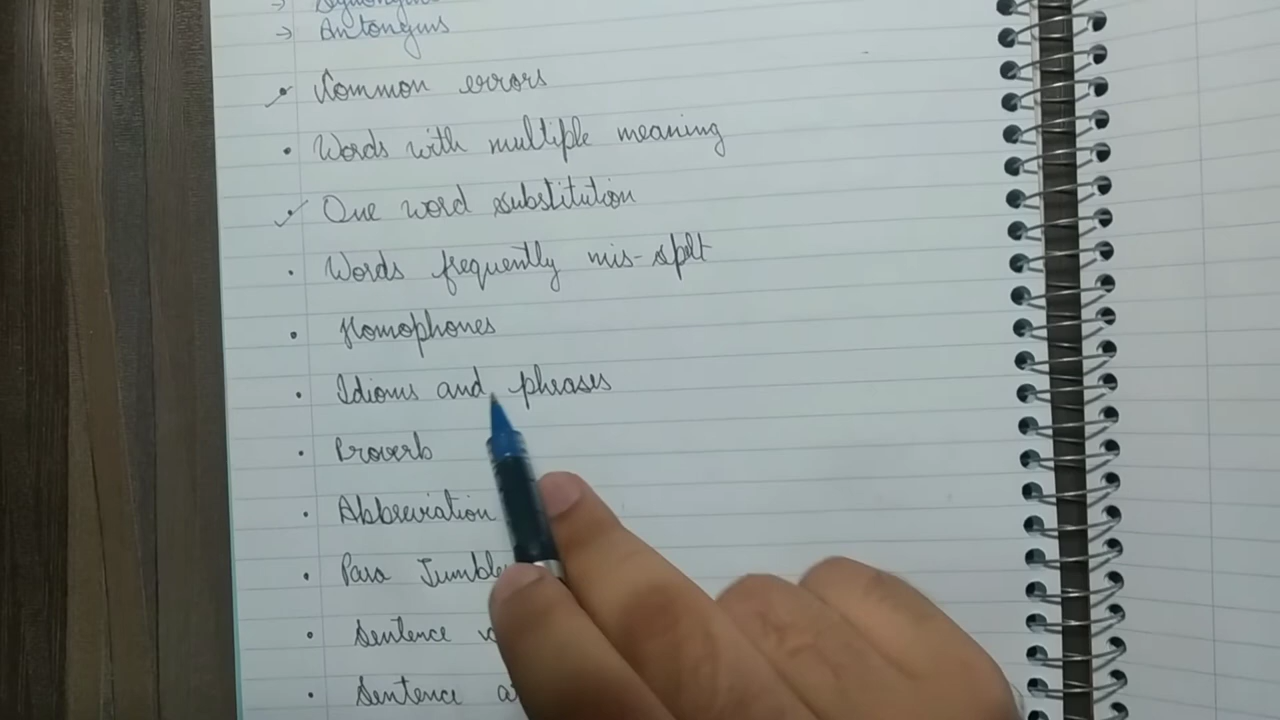 → Synonyms
→ Antonyms
• Common errors
• Words with multiple meaning
• One word substitution
• Words frequently mis-spelt
• Homophones
• Idioms and phrases
• Proverb
• Abbreviation
• Para Jumble
• Sentence
• Sentence